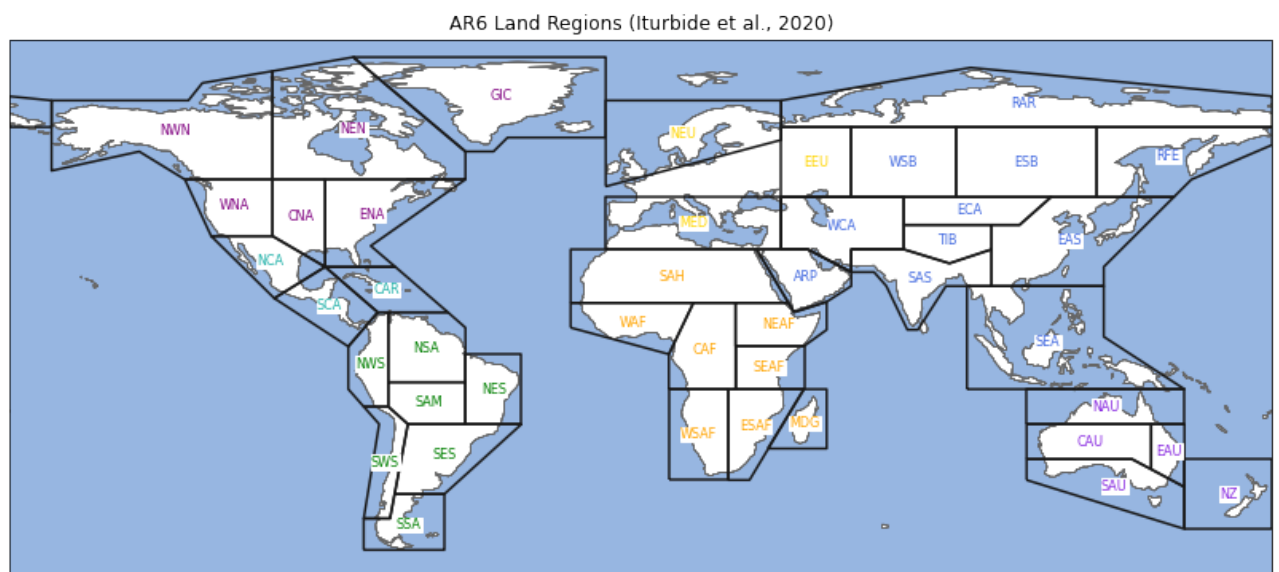 AR6 Land Regions (Iturbide et al., 2020)
GIC
RAR
NWN
NEN
NEU
EEU
WSB
ESB
RFE
WNA
CNA
ENA
MED
WCA
ECA
TIB
EAS
NCA
SAH
ARP
SAS
CAR
SCA
WAF
NEAF
CAF
SEA
NWS
NSA
SEAF
NES
SAM
NAU
WSAF
ESAF
MDG
CAU
EAU
SWS
SES
SAU
NZ
SSA